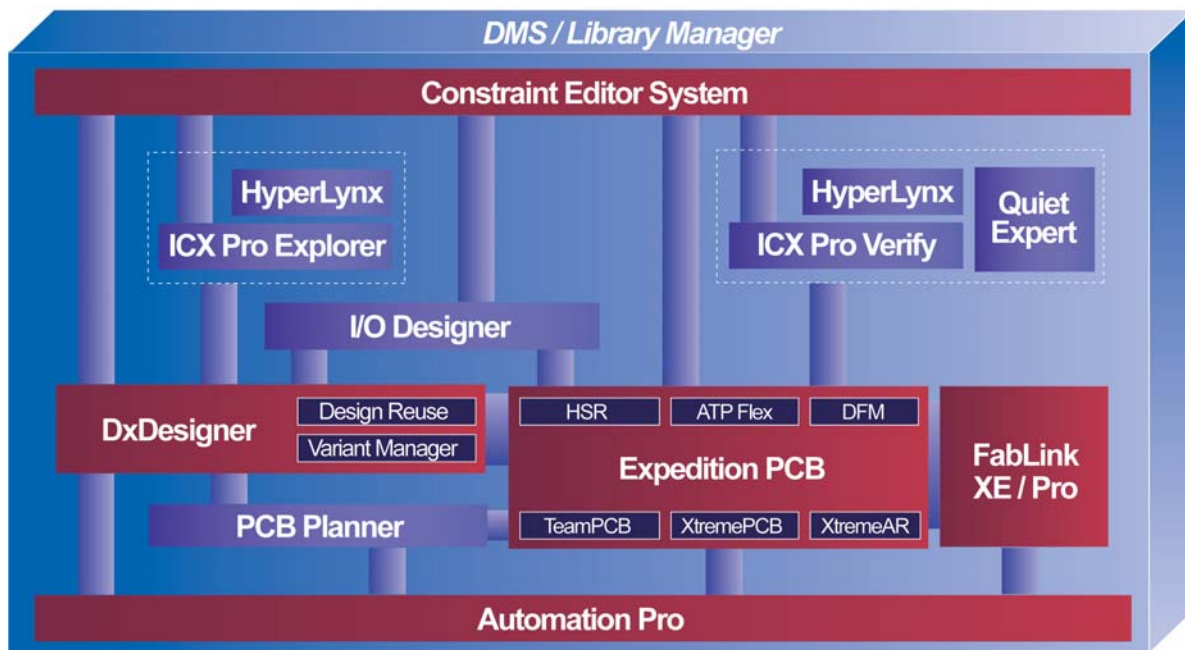 DMS / Library Manager
Constraint Editor System
HyperLynx
ICX Pro Explorer
HyperLynx
ICX Pro Verify
Quiet
Expert
I/O Designer
DxDesigner
Design Reuse
Variant Manager
HSR
ATP Flex
DFM
Expedition PCB
TeamPCB
XtremePCB
XtremeAR
FabLink
XE / Pro
PCB Planner
Automation Pro